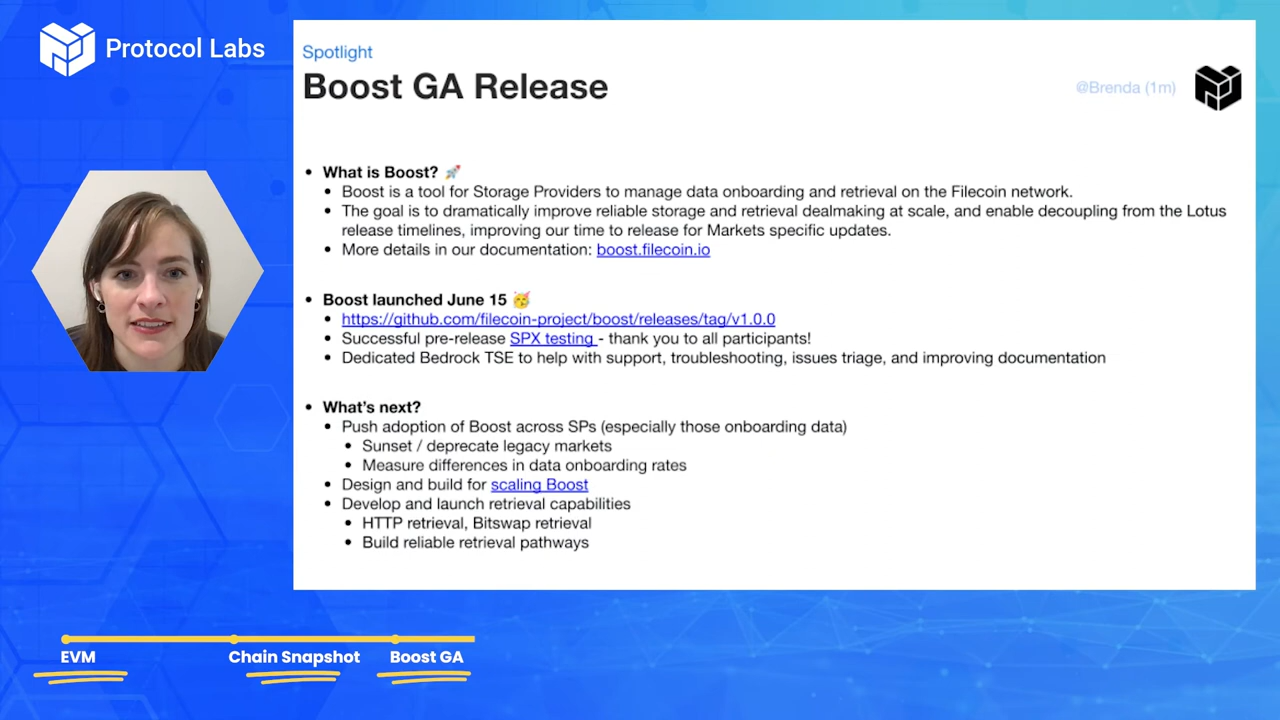 Protocol Labs
Spotlight
Boost GA Release
@Brenda (1m)
• What is Boost? 🚀
• Boost is a tool for Storage Providers to manage data onboarding and retrieval on the Filecoin network.
• The goal is to dramatically improve reliable storage and retrieval dealmaking at scale, and enable decoupling from the Lotus
release timelines, improving our time to release for Markets specific updates.
• More details in our documentation: boost.filecoin.io
• Boost launched June 15 🥳
• https://github.com/filecoin-project/boost/releases/tag/v1.0.0
• Successful pre-release SPX testing - thank you to all participants!
• Dedicated Bedrock TSE to help with support, troubleshooting, issues triage, and improving documentation
• What's next?
• Push adoption of Boost across SPs (especially those onboarding data)
• Sunset / deprecate legacy markets
• Measure differences in data onboarding rates
• Design and build for scaling Boost
• Develop and launch retrieval capabilities
• HTTP retrieval, Bitswap retrieval
• Build reliable retrieval pathways
EVM
Chain Snapshot
Boost GA